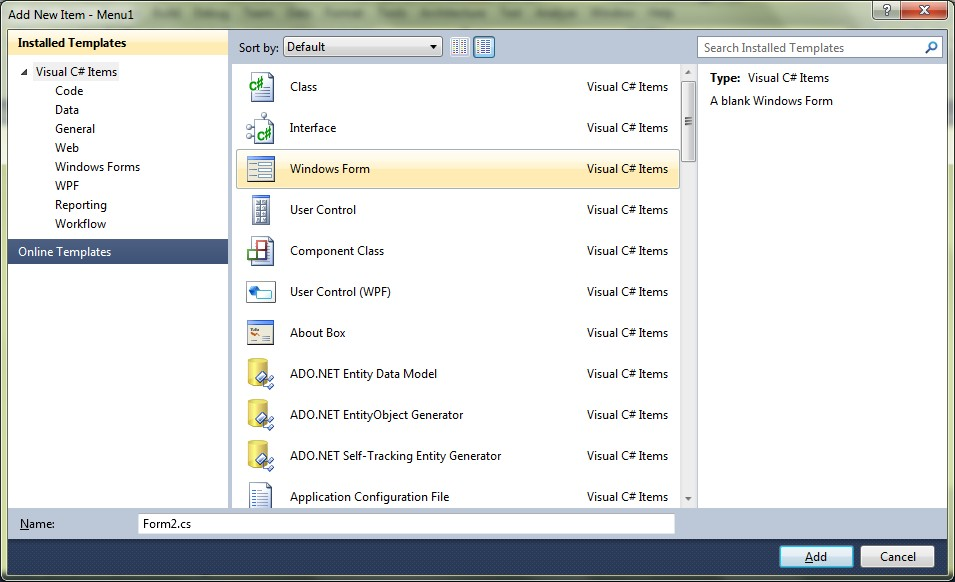 Add New Item - Menu1
Installed Templates
Visual C# Items
Code
Data
General
Web
Windows Forms
WPF
Reporting
Workflow
Online Templates
Sort by: Default
Class Visual C# Items
Interface Visual C# Items
Windows Form Visual C# Items
User Control Visual C# Items
Component Class Visual C# Items
User Control (WPF) Visual C# Items
About Box Visual C# Items
ADO.NET Entity Data Model Visual C# Items
ADO.NET EntityObject Generator Visual C# Items
ADO.NET Self-Tracking Entity Generator Visual C# Items
Application Configuration File Visual C# Items
Search Installed Templates
Type: Visual C# Items
A blank Windows Form
Name: Form2.cs
Add Cancel